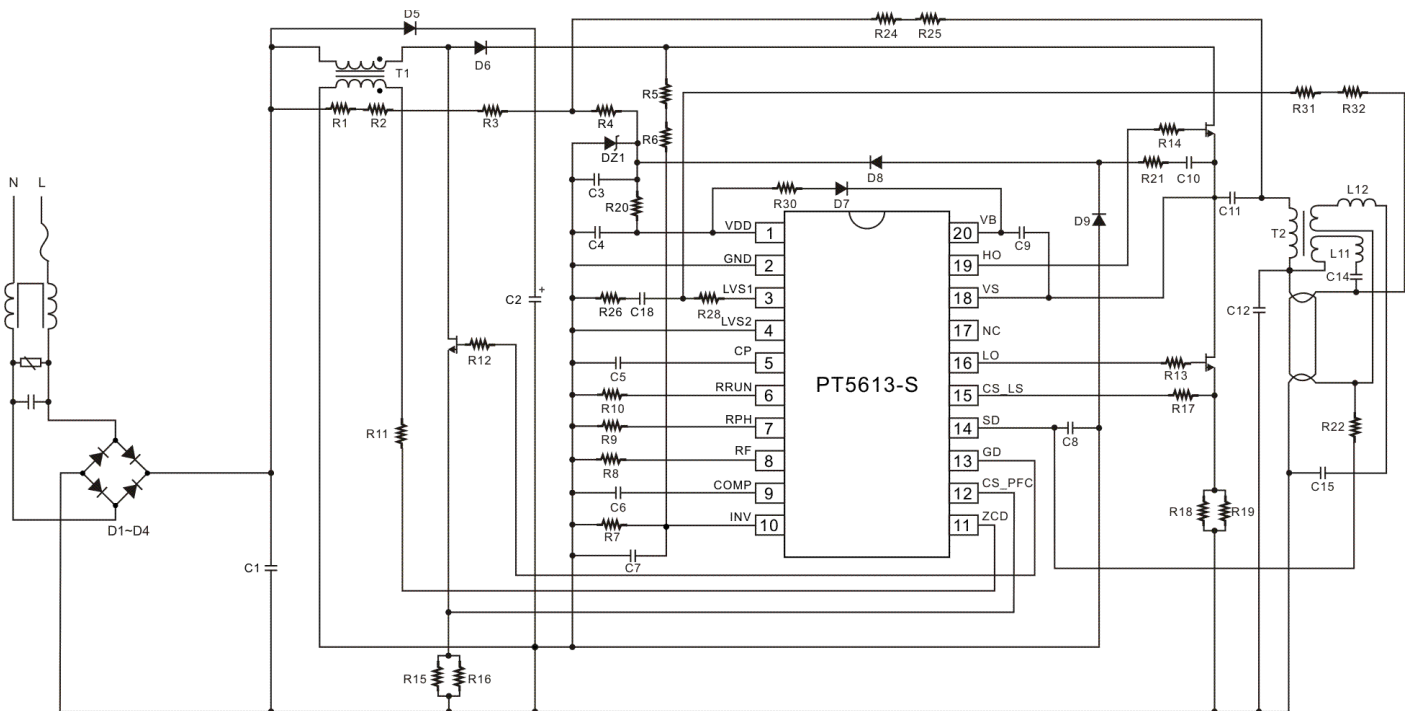 D5
R24 R25
D6
T1
R5
R31 R32
R1 R2 R3 R4
R6
R14
DZ1
D8
R21 C10
N L
C3
R30 D7
R20
D9
C11
L12
T2
C4
VDD 1
20 VB
C9
GND 2
19 HO
L11
C14
C2 +
R26 C18 R28
LVS1 3
18 VS
C12
LVS2 4
17 NC
R12
CP 5
16 LO
R13
C5
PT5613-S
RRUN 6
15 CS_LS
R17
R10
RPH 7
14 SD
C8
R22
R11
R9
RF 8
13 GD
R8
COMP 9
12 CS_PFC
C15
C6
R18 R19
INV 10
11 ZCD
R7
D1~D4
C7
C1
R15 R16